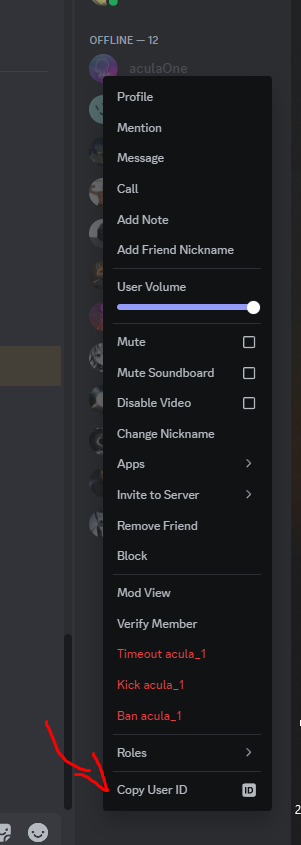 OFFLINE — 12
aculaOne
Profile
Mention
Message
Call
Add Note
Add Friend Nickname
User Volume
Mute
Mute Soundboard
Disable Video
Change Nickname
Apps
Invite to Server
Remove Friend
Block
Mod View
Verify Member
Timeout acula_1
Kick acula_1
Ban acula_1
Roles
Copy User ID ID
2